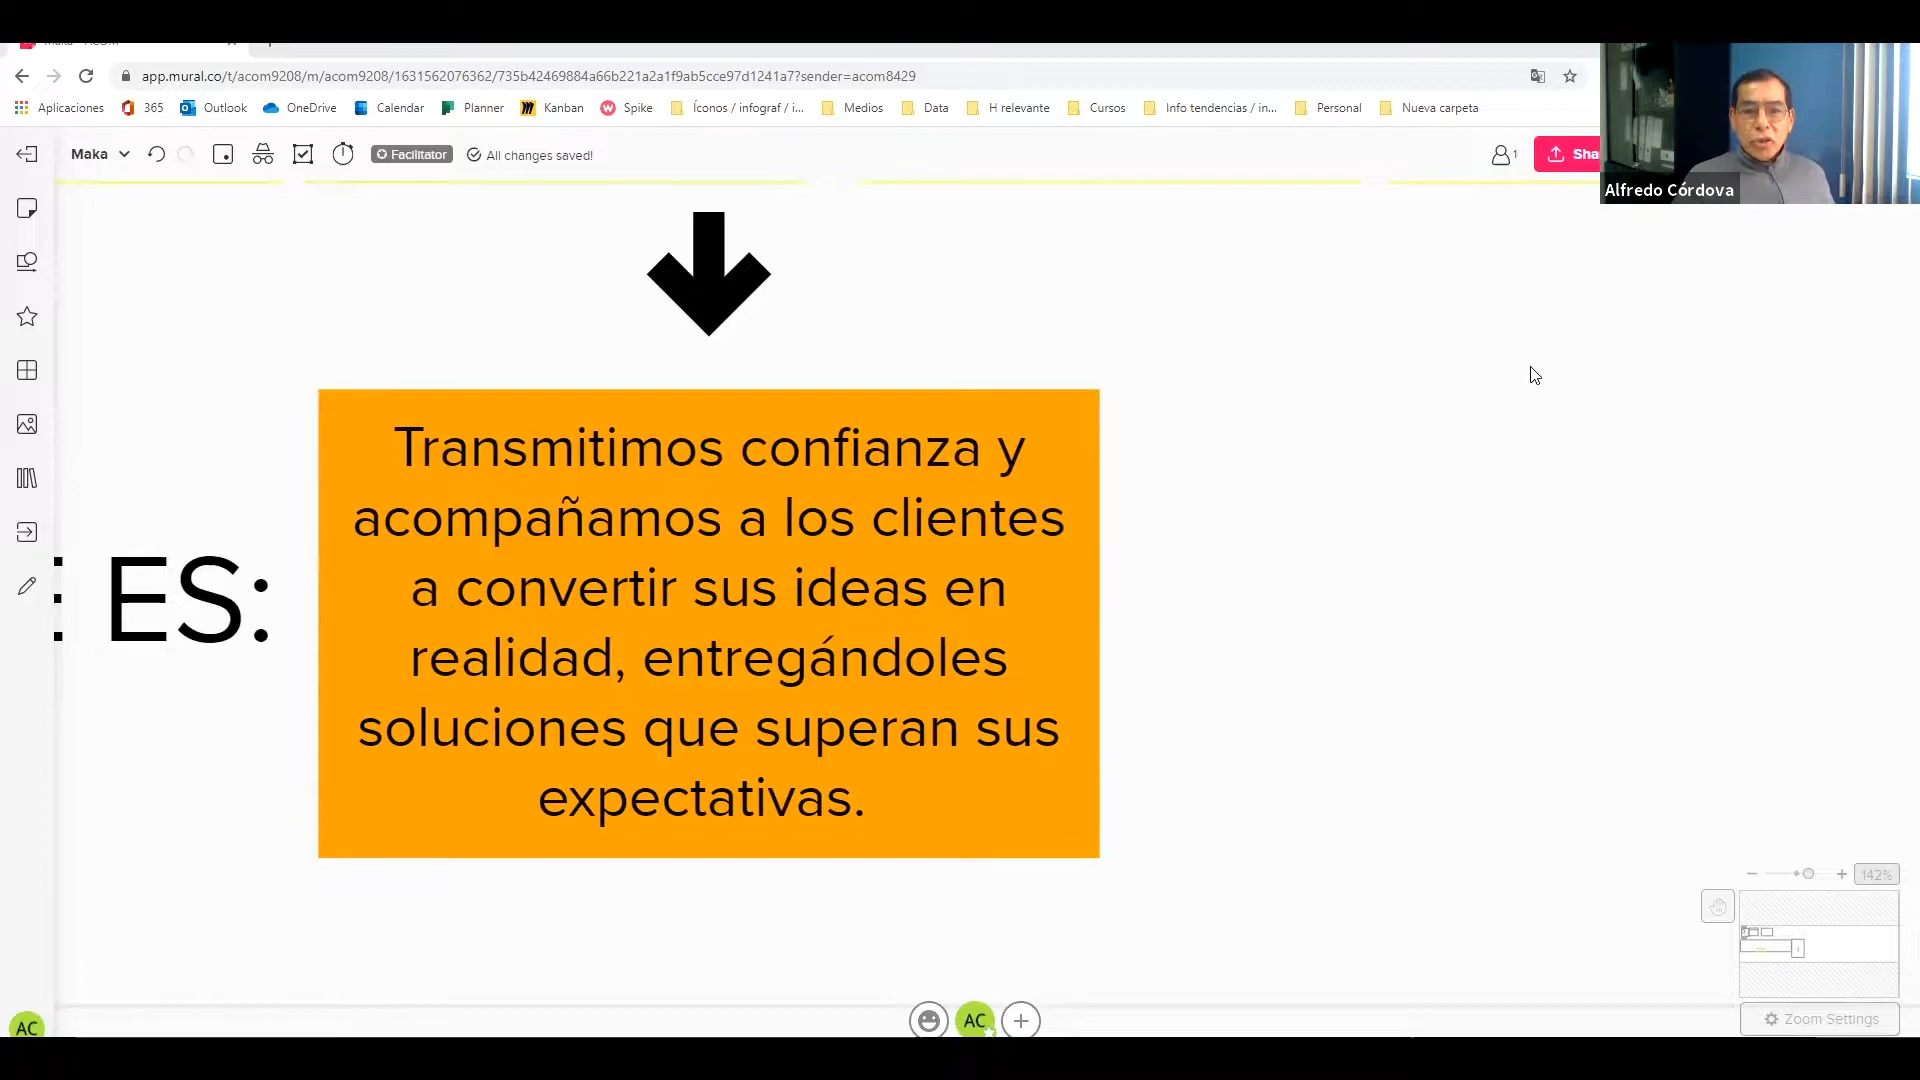 app.mural.co/t/acom9208/m/acom9208/1631562076362/735b42469884a66b221a2a1f9ab5cce97d1241a7?sender=acom8429
Aplicaciones 365 Outlook OneDrive Calendar Planner Kanban Spike Íconos / infograf / i... Medios Data H relevante Cursos Info tendencias / in... Personal Nueva carpeta
Maka Facilitator All changes saved! 1 Sha
Alfredo Córdova
ES:
Transmitimos confianza y
acompañamos a los clientes
a convertir sus ideas en
realidad, entregándoles
soluciones que superan sus
expectativas.
142%
AC
AC
Zoom Settings